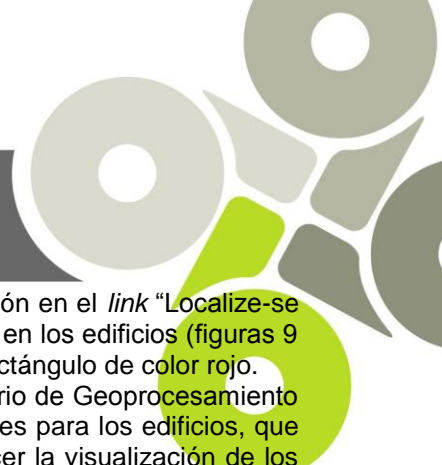 ón en el link “Localize-se
en los edificios (figuras 9
ctángulo de color rojo.
rio de Geoprocesamiento
es para los edificios, que
cer la visualización de los